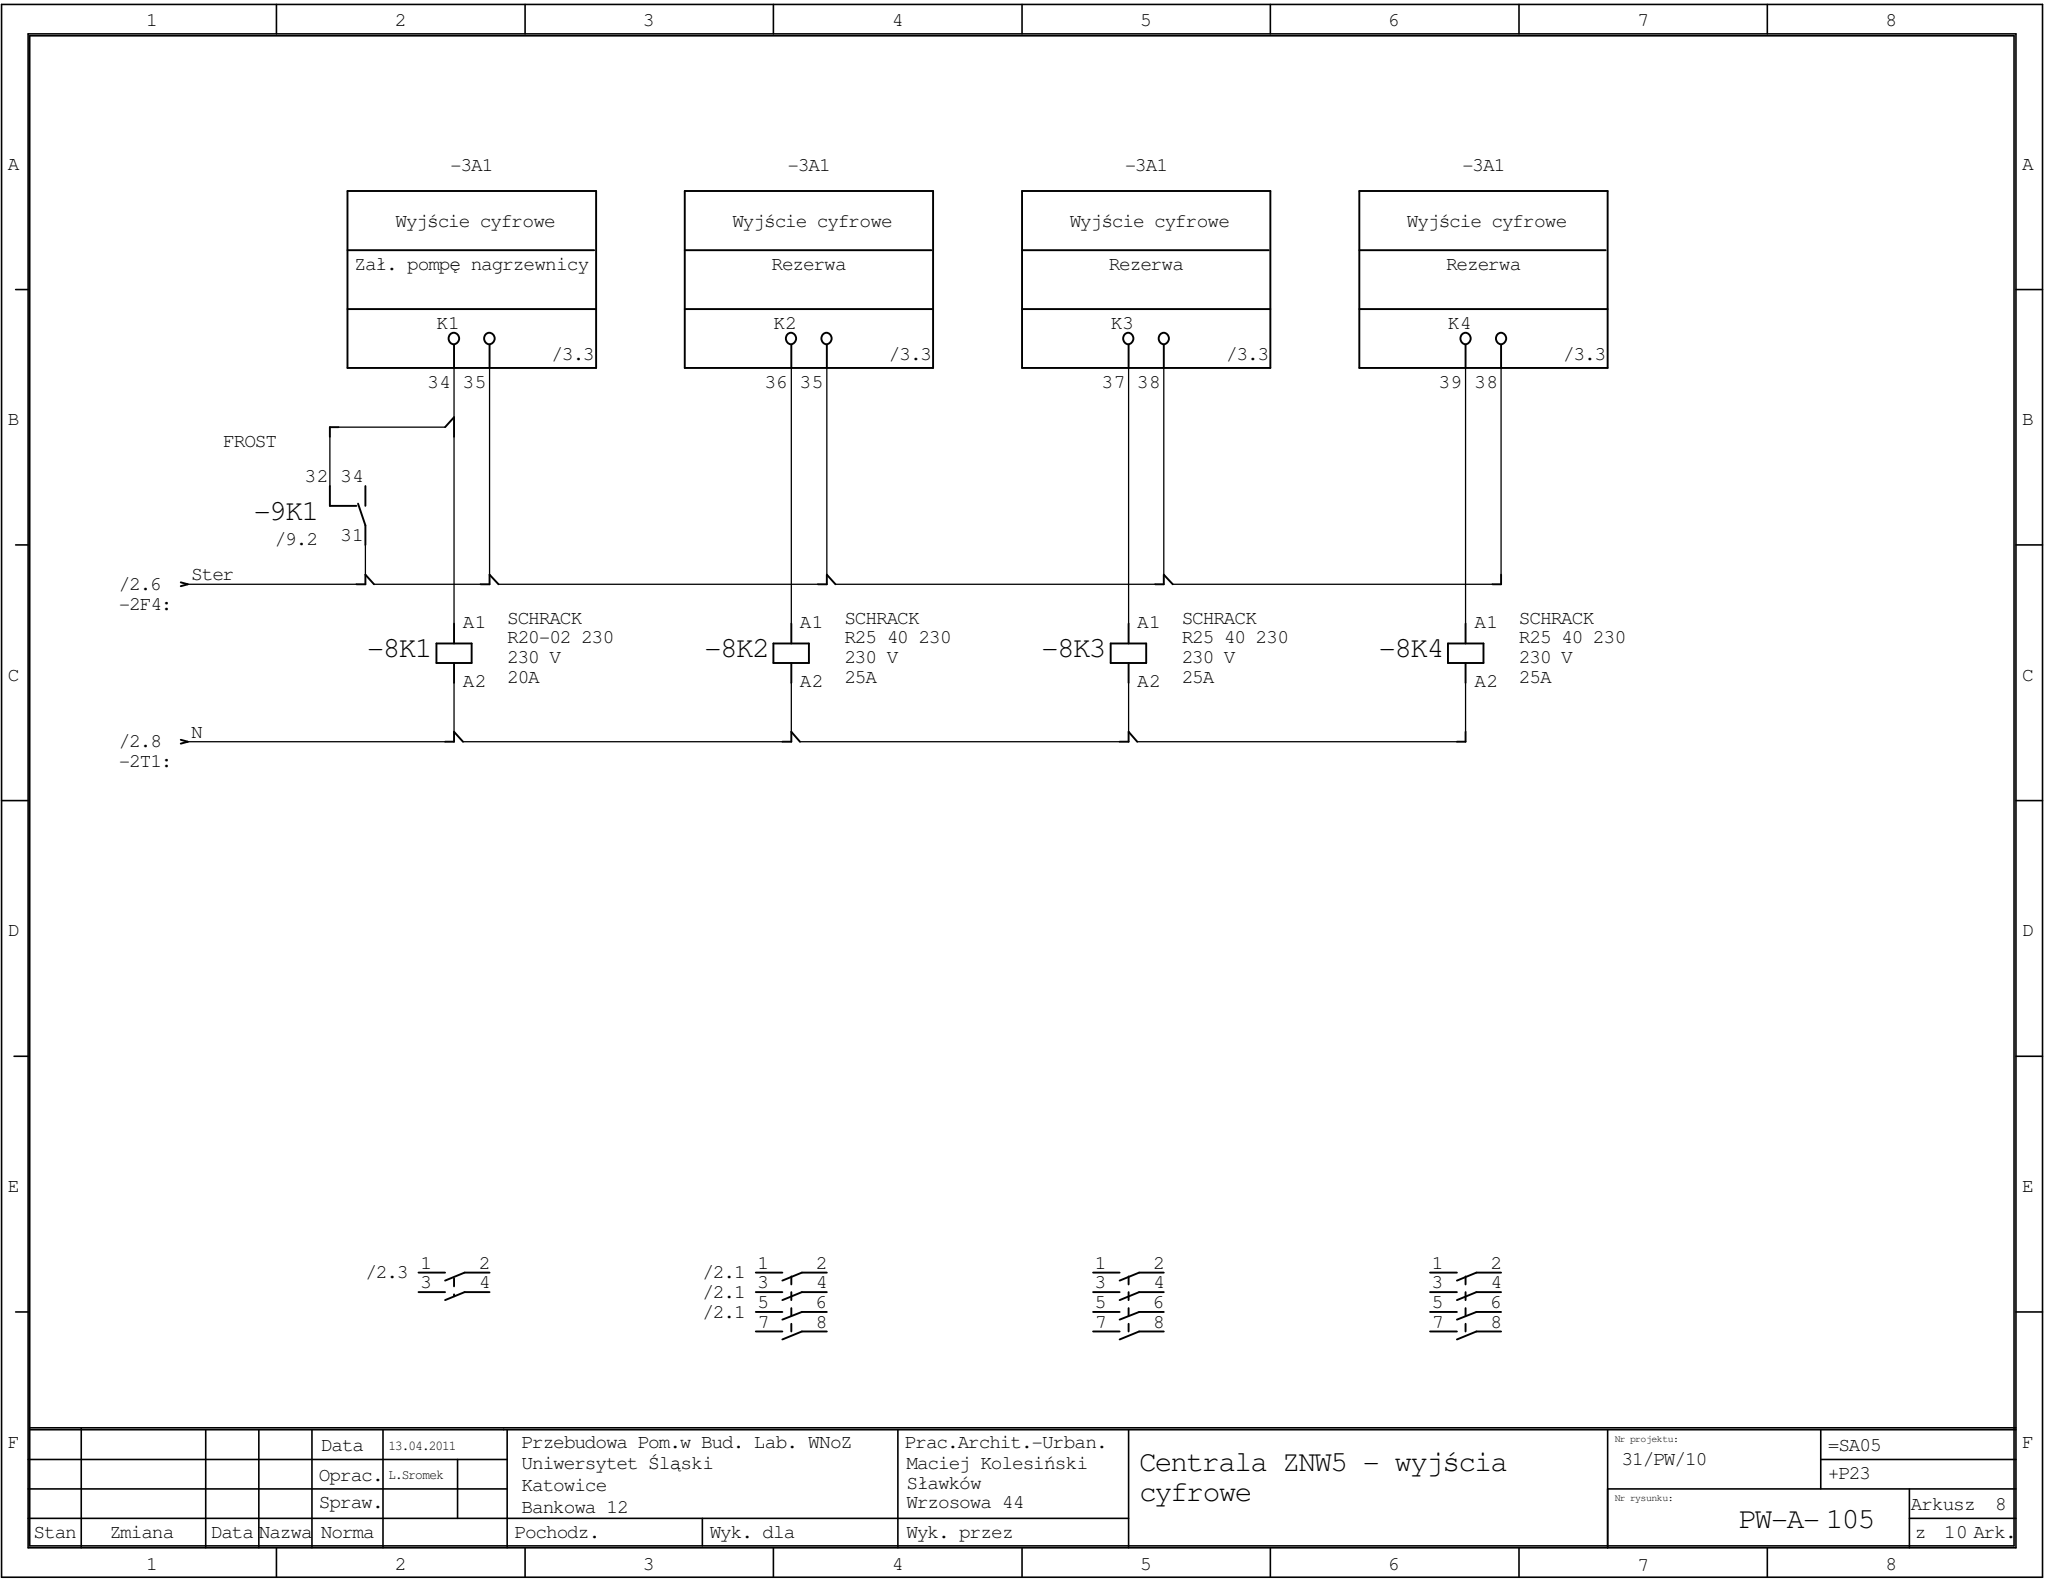 1 2 3 4 5 6 7 8
A A
-3A1 -3A1 -3A1 -3A1
Wyjście cyfrowe Wyjście cyfrowe Wyjście cyfrowe Wyjście cyfrowe
Zał. pompę nagrzewnicy Rezerwa Rezerwa Rezerwa
K1 K2 K3 K4
/3.3 /3.3 /3.3 /3.3
34 35 36 35 37 38 39 38
B B
FROST
32 34
-9K1
/9.2 31
Ster
/2.6
-2F4:
A1 SCHRACK A1 SCHRACK A1 SCHRACK A1 SCHRACK
R20-02 230 R25 40 230 R25 40 230 R25 40 230
-8K1 230 V -8K2 230 V -8K3 230 V -8K4 230 V
A2 20A A2 25A A2 25A A2 25A
C C
N
/2.8
-2T1:
D D
E E
/2.3 1 2 /2.1 1 2 1 2 1 2
3 4 /2.1 3 4 3 4 3 4
/2.1 5 6 5 6 5 6
7 8 7 8 7 8
F F
Data 13.04.2011
Oprac. L.Sromek
Spraw.
Stan Zmiana Data Nazwa Norma
Przebudowa Pom.w Bud. Lab. WNoZ
Uniwersytet Śląski
Katowice
Bankowa 12
Pochodz. Wyk. dla
Prac.Archit.-Urban.
Maciej Kolesiński
Sławków
Wrzosowa 44
Wyk. przez
Centrala ZNW5 - wyjścia
cyfrowe
Nr projektu:
31/PW/10
=SA05
+P23
Nr rysunku:
PW-A- 105
Arkusz 8
z 10 Ark.
1 2 3 4 5 6 7 8